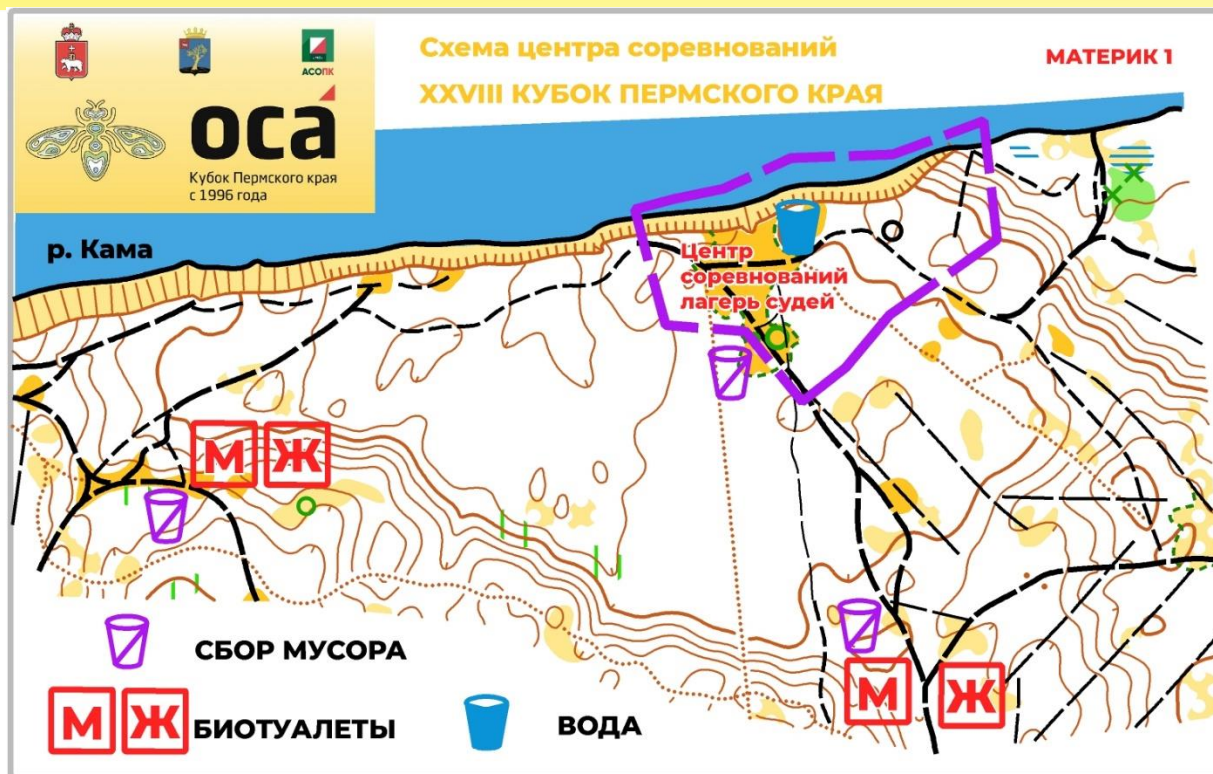 АСОПК
оса́
Кубок Пермского края
с 1996 года
Схема центра соревнований
XXVIII КУБОК ПЕРМСКОГО КРАЯ
МАТЕРИК 1
р. Кама
Центр
соревнований
лагерь судей
М Ж
М Ж
СБОР МУСОРА
М Ж БИОТУАЛЕТЫ
ВОДА